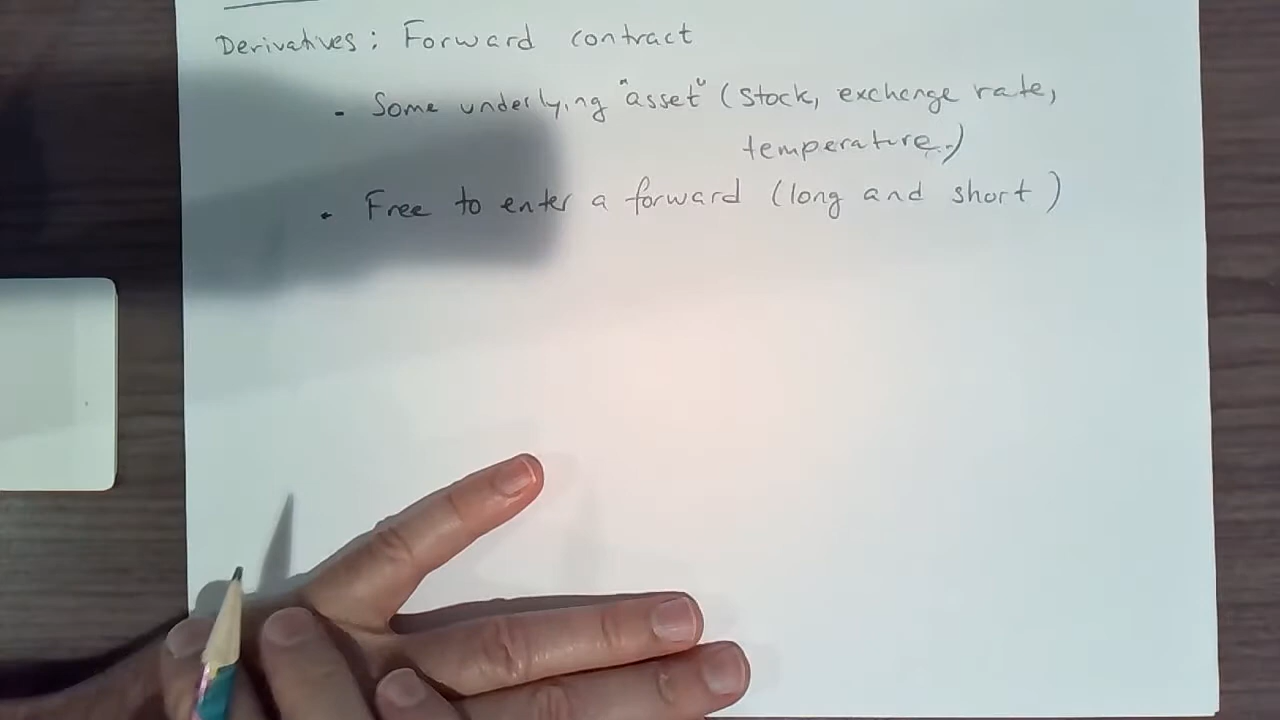 Derivatives: Forward contract
- Some underlying "asset" (stock, exchange rate,
temperature..)
- Free to enter a forward (long and short)